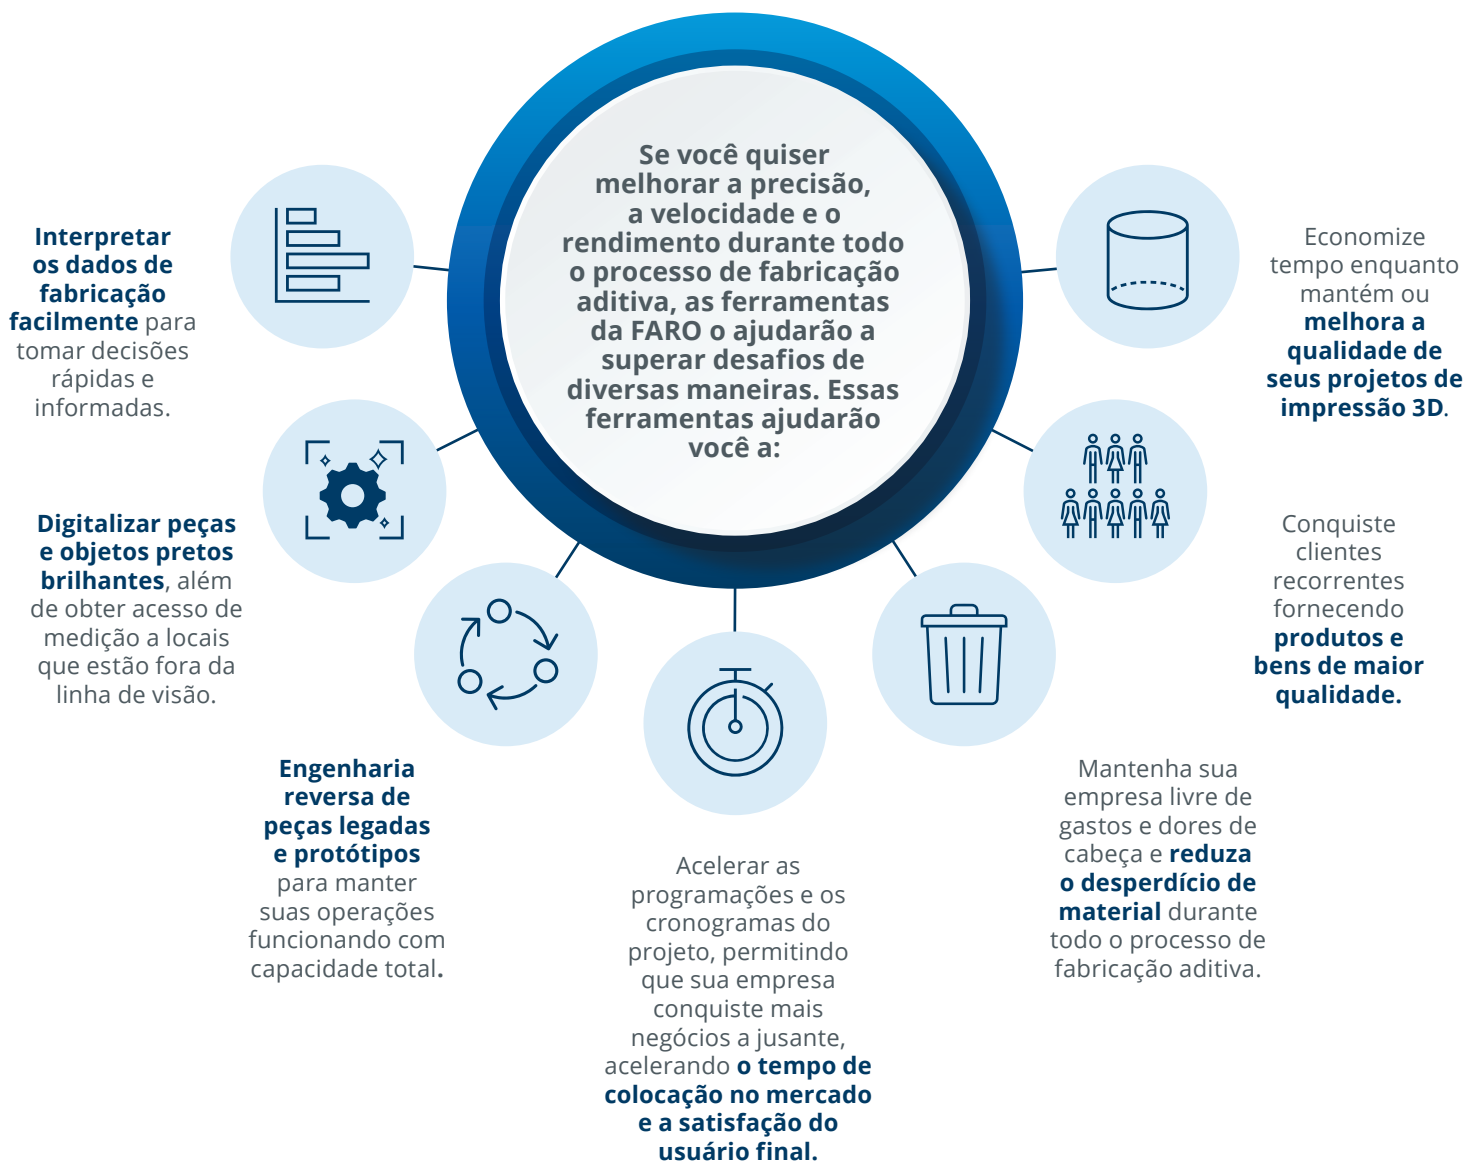 Se você quiser
melhorar a precisão,
a velocidade e o
rendimento durante todo
o processo de fabricação
aditiva, as ferramentas
da FARO o ajudarão a
superar desafios de
diversas maneiras. Essas
ferramentas ajudarão
você a:
Interpretar
os dados de
fabricação
facilmente para
tomar decisões
rápidas e
informadas.
Digitalizar peças
e objetos pretos
brilhantes, além
de obter acesso de
medição a locais
que estão fora da
linha de visão.
Engenharia
reversa de
peças legadas
e protótipos
para manter
suas operações
funcionando com
capacidade total.
Acelerar as
programações e os
cronogramas do
projeto, permitindo
que sua empresa
conquiste mais
negócios a jusante,
acelerando o tempo de
colocação no mercado
e a satisfação do
usuário final.
Mantenha sua
empresa livre de
gastos e dores de
cabeça e reduza
o desperdício de
material durante
todo o processo de
fabricação aditiva.
Conquiste
clientes
recorrentes
fornecendo
produtos e
bens de maior
qualidade.
Economize
tempo enquanto
mantém ou
melhora a
qualidade de
seus projetos de
impressão 3D.